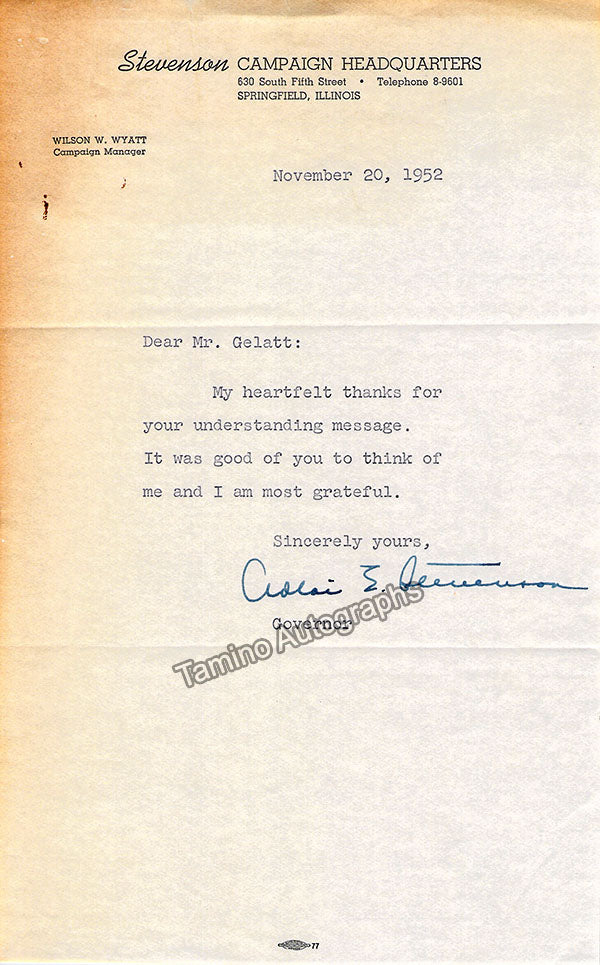 Stevenson CAMPAIGN HEADQUARTERS
630 South Fifth Street • Telephone 8-9601
SPRINGFIELD, ILLINOIS
WILSON W. WYATT
Campaign Manager
November 20, 1952
Dear Mr. Gelatt:
My heartfelt thanks for
your understanding message.
It was good of you to think of
me and I am most grateful.
Sincerely yours,
Adlai E. Stevenson
Governor
Tamino Autographs
77